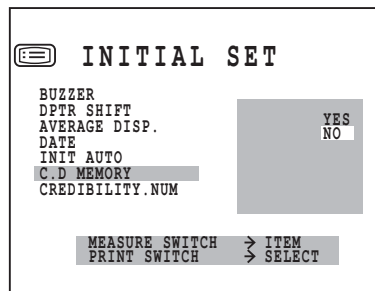 INITIAL SET
BUZZER
DPTR SHIFT
AVERAGE DISP.
DATE
INIT AUTO
C.D MEMORY
CREDIBILITY.NUM
YES
NO
MEASURE SWITCH → ITEM
PRINT SWITCH → SELECT